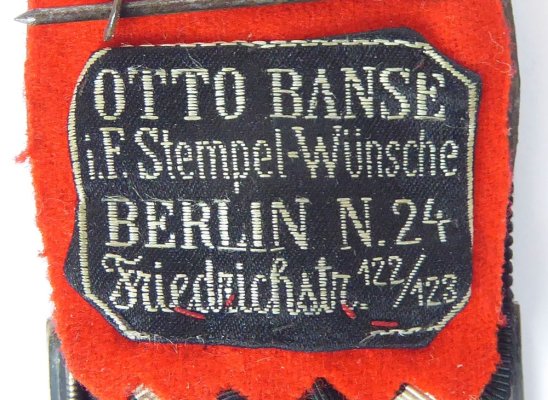 OTTO BANSE
i.F. Stempel-Wünsche
BERLIN N.24
Friedrichstr. 122/123